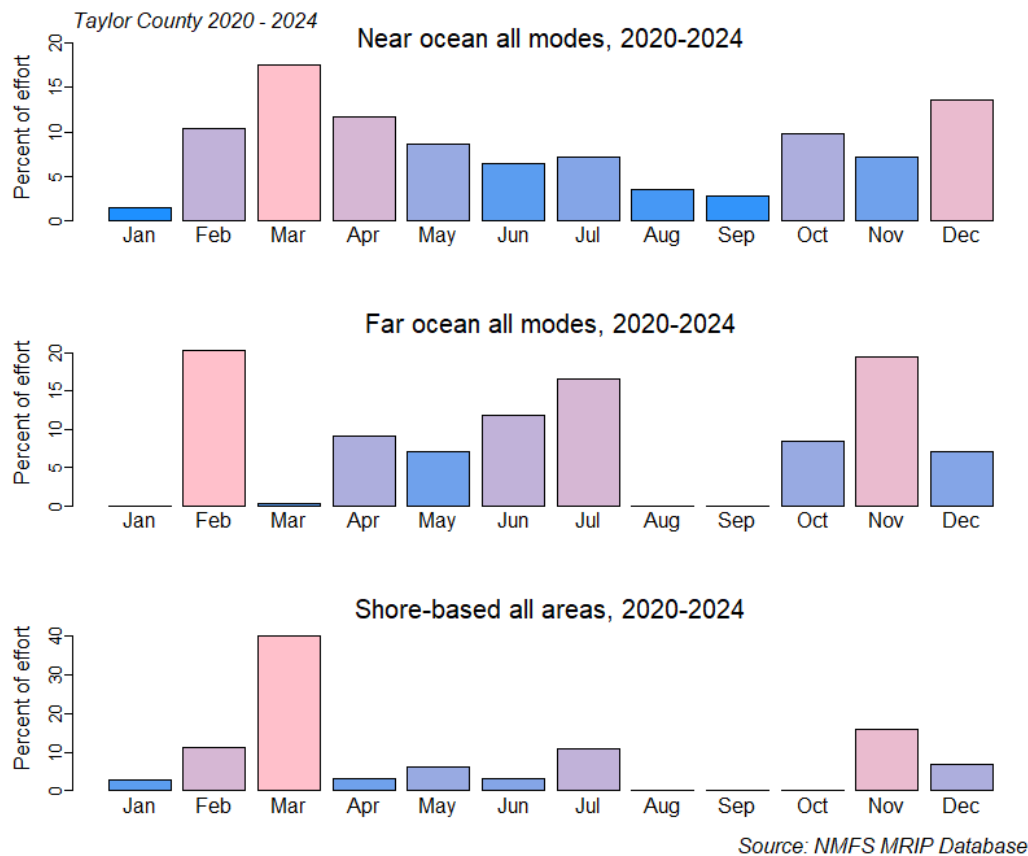 Taylor County 2020 - 2024
Near ocean all modes, 2020-2024
Percent of effort
20
15
10
5
0
Jan Feb Mar Apr May Jun Jul Aug Sep Oct Nov Dec
Far ocean all modes, 2020-2024
Percent of effort
20
15
10
5
0
Jan Feb Mar Apr May Jun Jul Aug Sep Oct Nov Dec
Shore-based all areas, 2020-2024
Percent of effort
40
30
20
10
0
Jan Feb Mar Apr May Jun Jul Aug Sep Oct Nov Dec
Source: NMFS MRIP Database